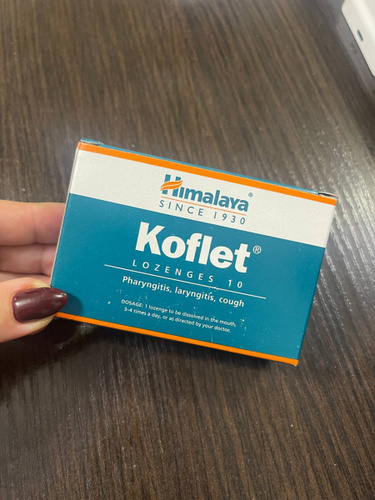 Himalaya®
SINCE 1930
Koflet®
LOZENGES 10
Pharyngitis, laryngitis, cough
DOSAGE: 1 lozenge to be dissolved in the mouth,
3-4 times a day, or as directed by your doctor.